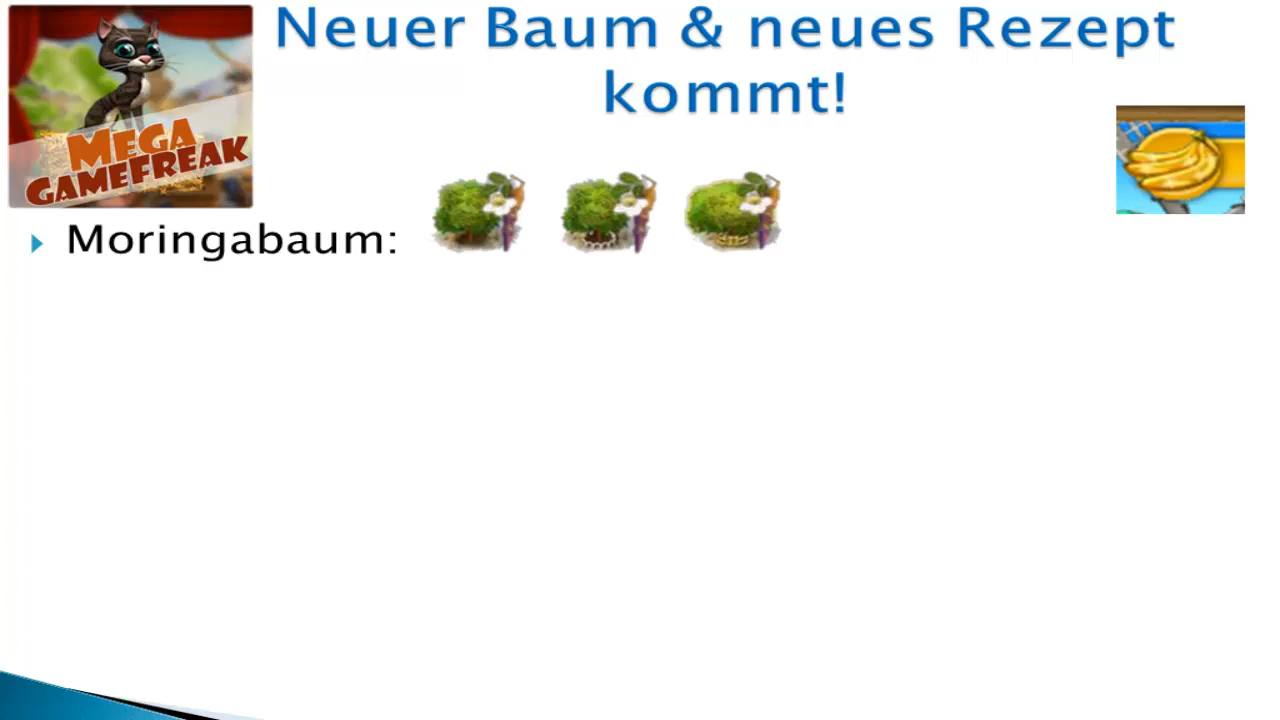 Neuer Baum & neues Rezept
kommt!
MEGA
GAMEFREAK
Moringabaum: